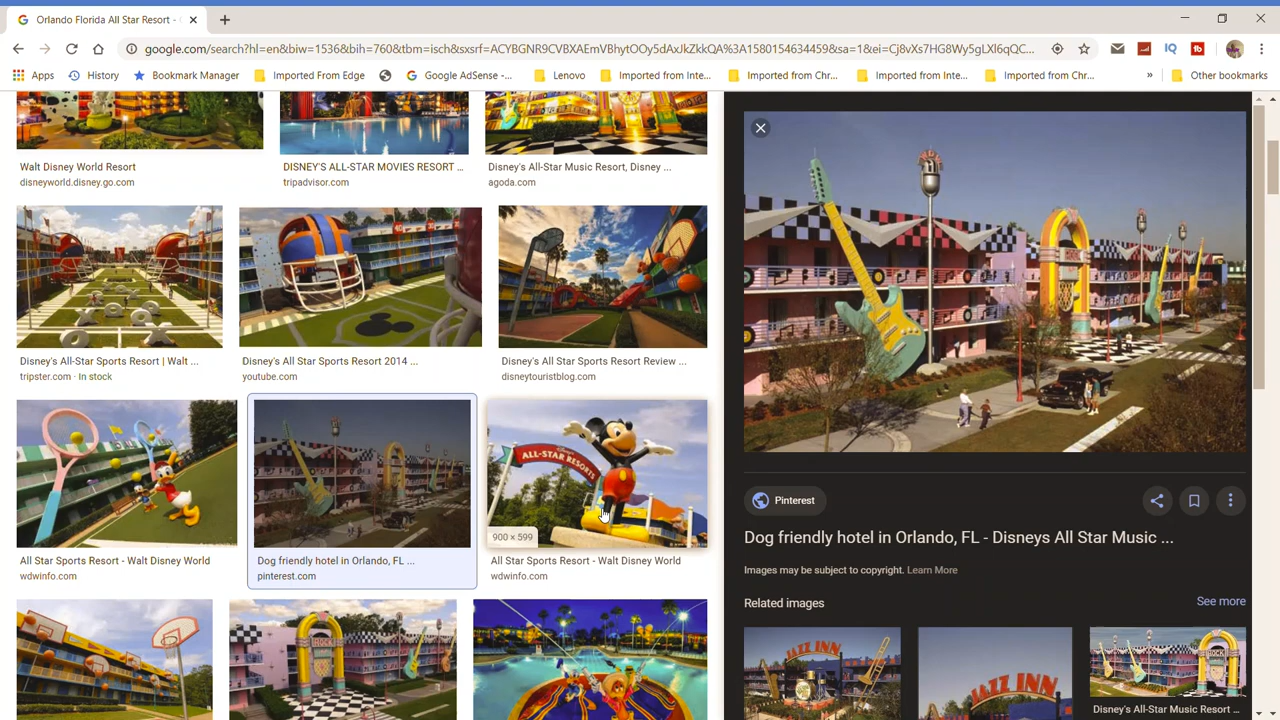 Orlando Florida All Star Resort -
google.com/search?hl=en&biw=1536&bih=760&tbm=isch&sxsrf=ACYBGNR9CVBXAEmVBhytOOy5dAxJkZkkQA%3A1580154634459&sa=1&ei=Cj8vXs7HG8Wy5gLXl6qQC...
Apps
History
Bookmark Manager
Imported From Edge
Google AdSense -...
Lenovo
Imported from Inte...
Imported from Chr...
Imported from Inte...
Imported from Chr...
»
Other bookmarks
Walt Disney World Resort
disneyworld.disney.go.com
DISNEY'S ALL-STAR MOVIES RESORT ...
tripadvisor.com
Disney's All-Star Music Resort, Disney ...
agoda.com
Disney's All-Star Sports Resort | Walt ...
tripster.com · In stock
Disney's All Star Sports Resort 2014 ...
youtube.com
Disney's All Star Sports Resort Review ...
disneytouristblog.com
ALL-STAR RESORTS
900 × 599
All Star Sports Resort - Walt Disney World
wdwinfo.com
Dog friendly hotel in Orlando, FL ...
pinterest.com
All Star Sports Resort - Walt Disney World
wdwinfo.com
Pinterest
Dog friendly hotel in Orlando, FL - Disneys All Star Music ...
Images may be subject to copyright. Learn More
Related images
See more
JAZZ INN
JAZZ INN
Disney's All-Star Music Resort ...